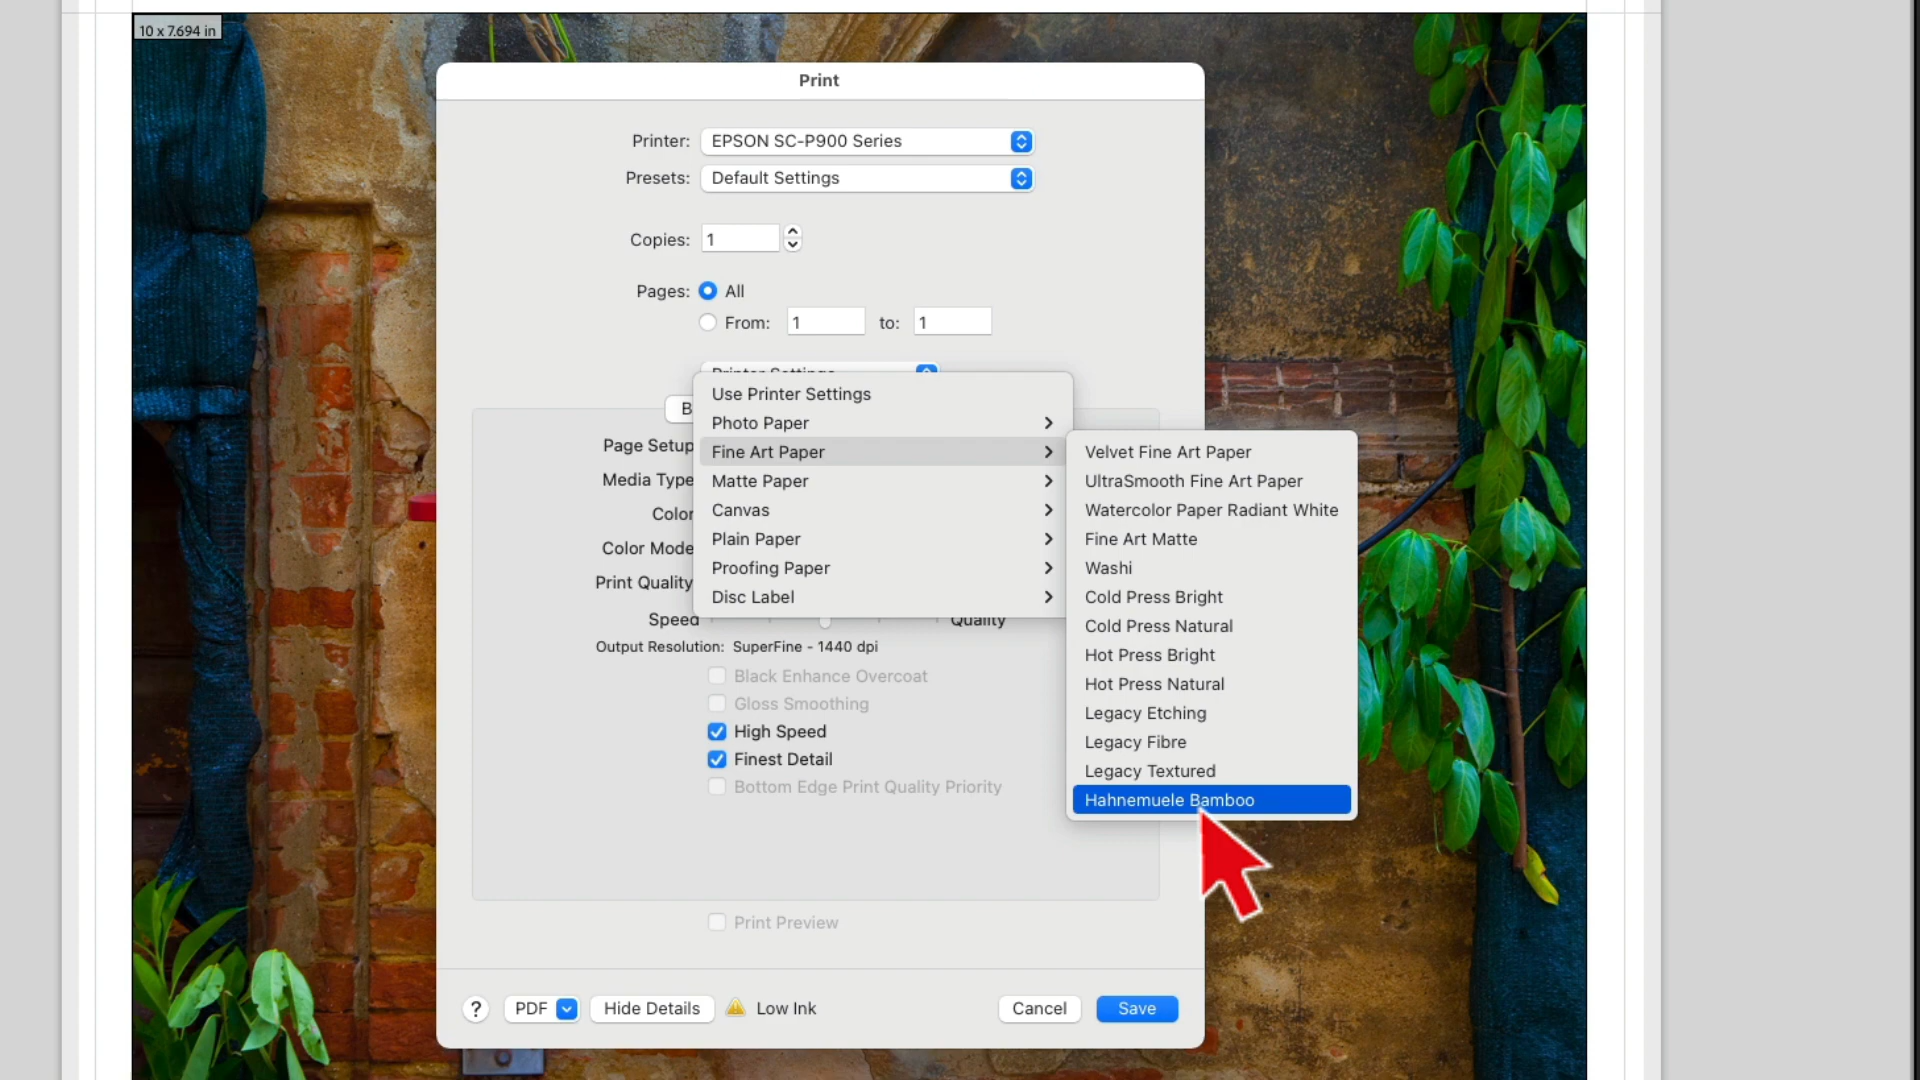 10 x 7.694 in
Print
Printer: EPSON SC-P900 Series
Presets: Default Settings
Copies: 1
Pages: All
From: 1 to: 1
Printer Settings
B
Use Printer Settings
Photo Paper
Page Setup
Fine Art Paper
Media Type
Matte Paper
Color
Canvas
Color Mode
Plain Paper
Print Quality
Proofing Paper
Disc Label
Velvet Fine Art Paper
UltraSmooth Fine Art Paper
Watercolor Paper Radiant White
Fine Art Matte
Washi
Cold Press Bright
Cold Press Natural
Hot Press Bright
Hot Press Natural
Legacy Etching
Legacy Fibre
Legacy Textured
Hahnemuele Bamboo
Speed Quality
Output Resolution: SuperFine - 1440 dpi
Black Enhance Overcoat
Gloss Smoothing
High Speed
Finest Detail
Bottom Edge Print Quality Priority
Print Preview
? PDF Hide Details Low Ink Cancel Save